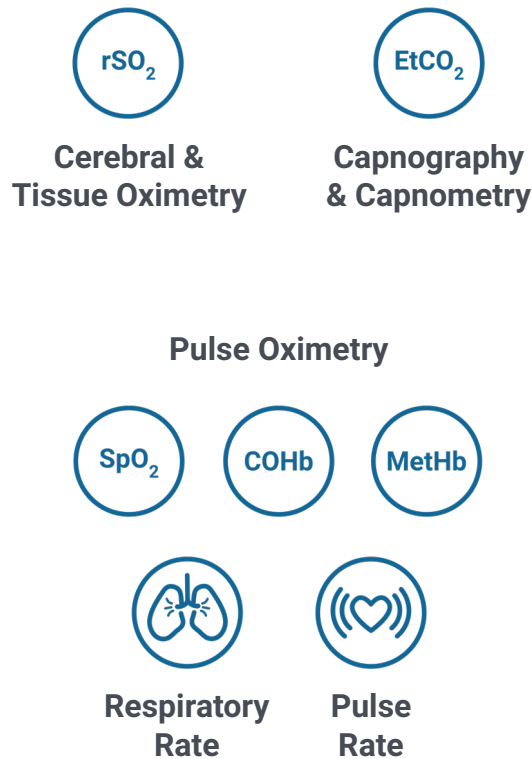 rSO₂
EtCO₂
Cerebral &
Tissue Oximetry
Capnography
& Capnometry
Pulse Oximetry
SpO₂
COHb
MetHb
Respiratory
Rate
Pulse
Rate